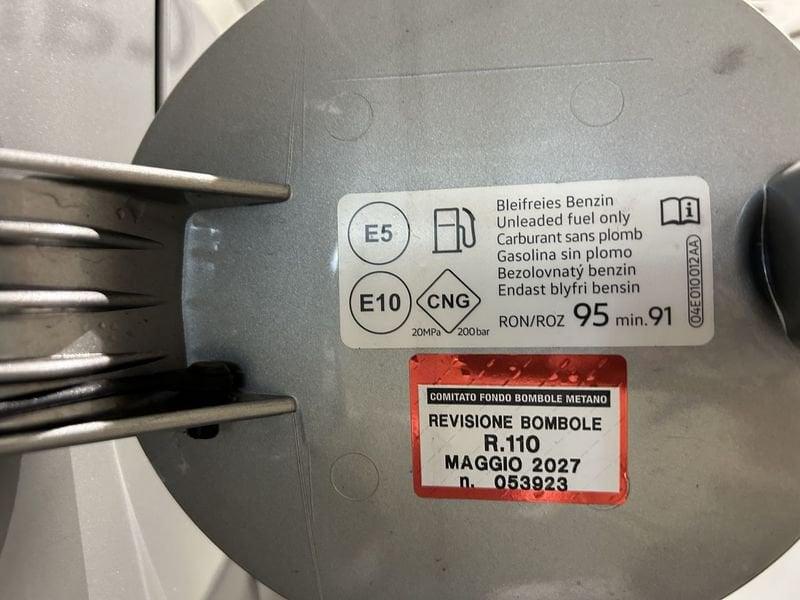 E5
E10
CNG
20MPa 200bar
Bleifreies Benzin
Unleaded fuel only
Carburant sans plomb
Gasolina sin plomo
Bezolovnatý benzin
Endast blyfri bensin
RON/ROZ 95 min.91
04E010012AA
COMITATO FONDO BOMBOLE METANO
REVISIONE BOMBOLE
R.110
MAGGIO 2027
n. 053923